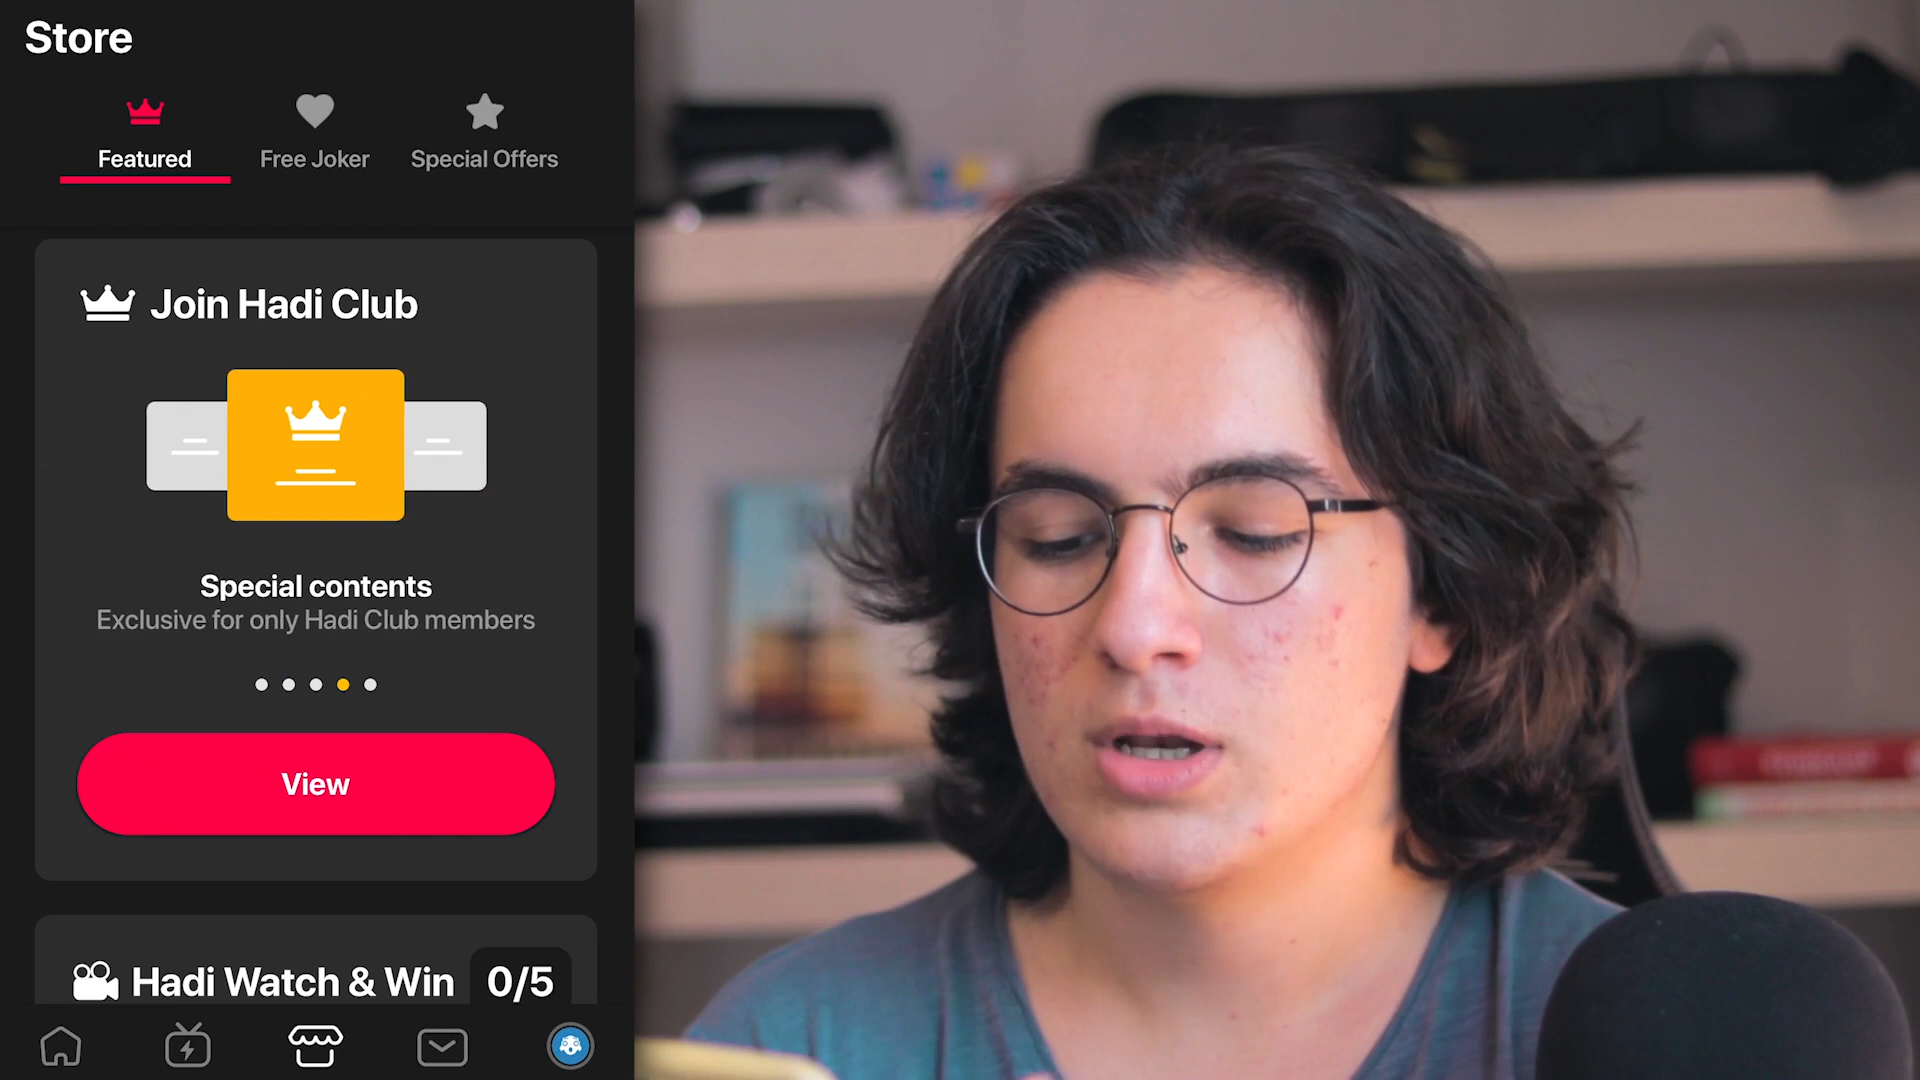 Store
Featured
Free Joker
Special Offers
Join Hadi Club
Special contents
Exclusive for only Hadi Club members
View
Hadi Watch & Win
0/5